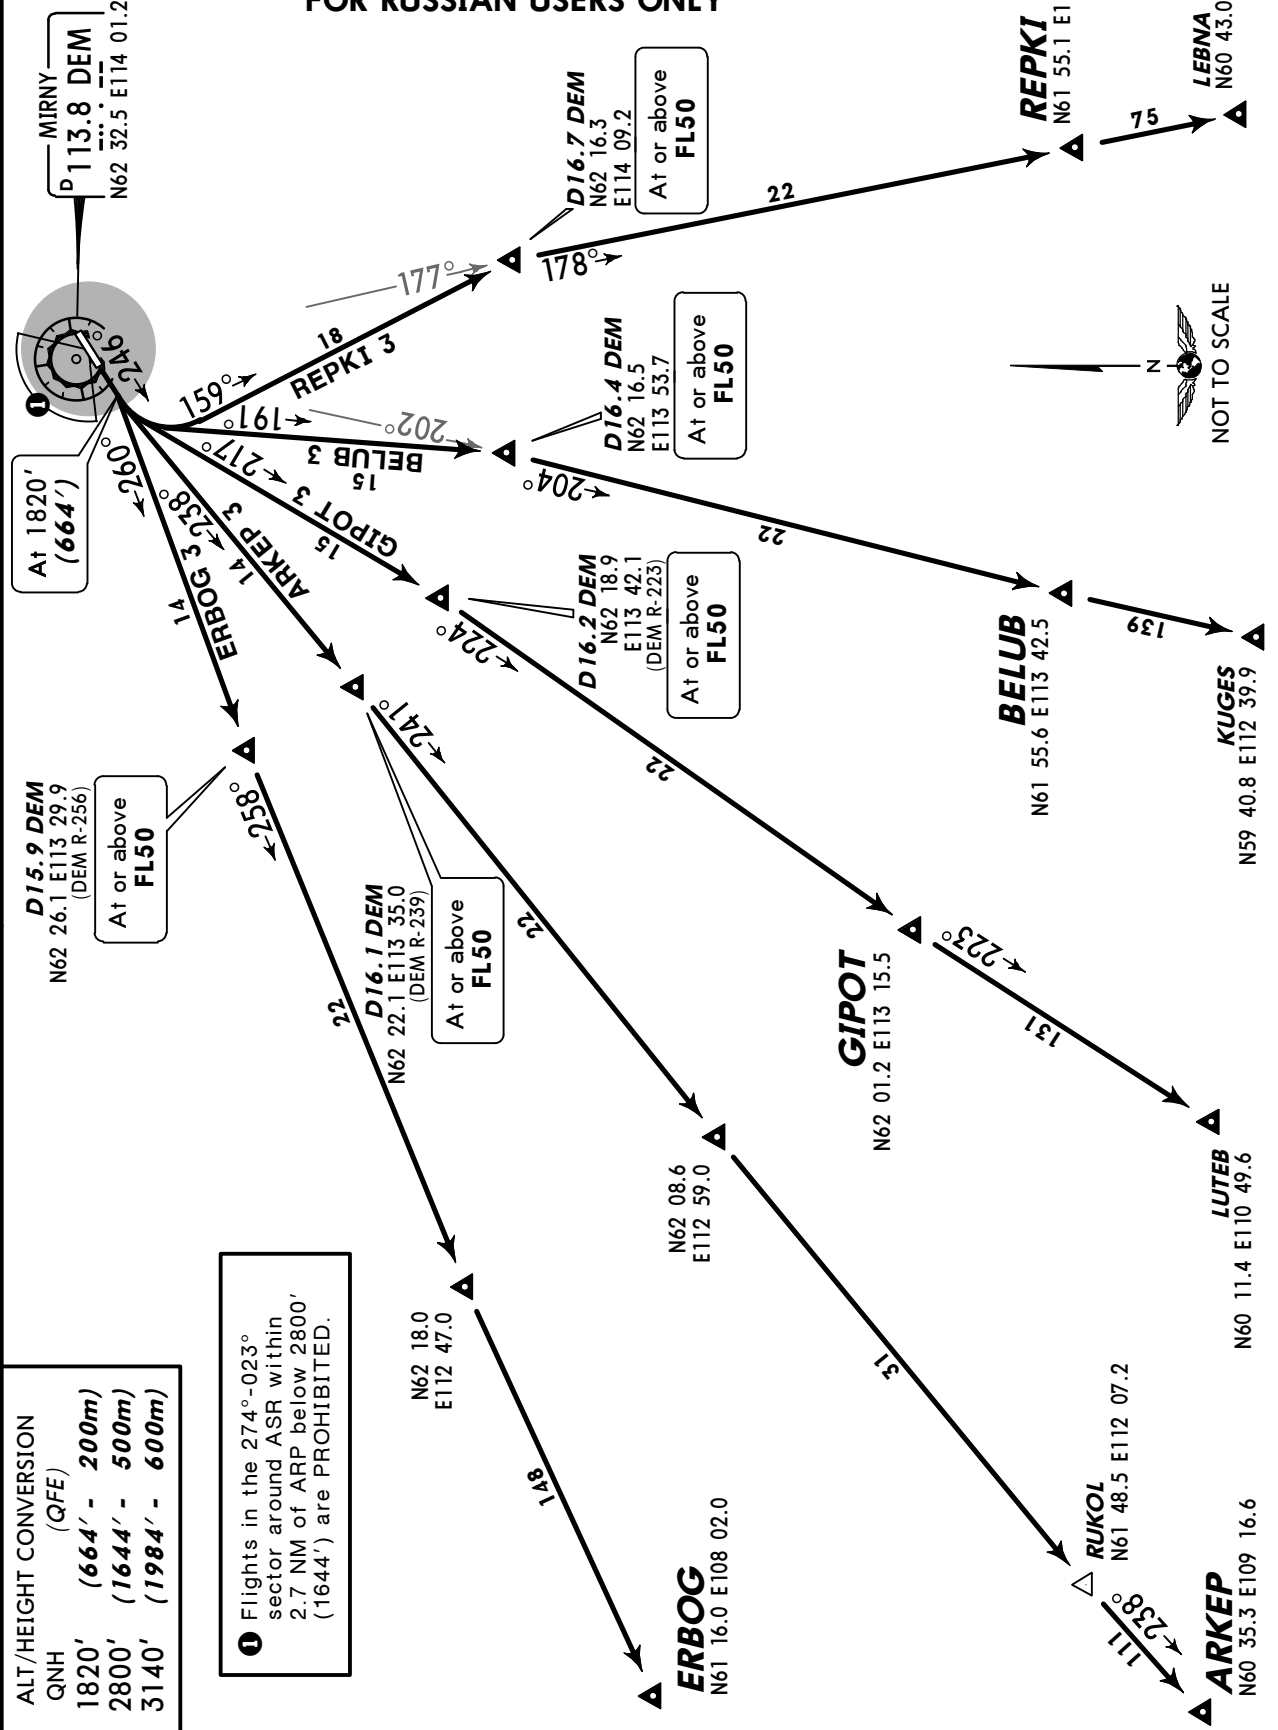 FOR RUSSIAN USERS ONLY
MIRNY
D 113.8 DEM
N62 32.5 E114 01.2
1
246°
At 1820'
(664')
260°
14
ERBOG 3
238°
14
ARKEP 3
217°
GIPOT 3
15
191°
BELUB 3
15
202°
159°
18
REPKI 3
177°
D16.7 DEM
N62 16.3
E114 09.2
At or above
FL50
178°
22
REPKI
N61 55.1 E1
75
LEBNA
N60 43.0
D16.4 DEM
N62 16.5
E113 53.7
At or above
FL50
204°
22
BELUB
N61 55.6 E113 42.5
139
KUGES
N59 40.8 E112 39.9
N
NOT TO SCALE
D16.2 DEM
N62 18.9
E113 42.1
(DEM R-223)
At or above
FL50
224°
22
GIPOT
N62 01.2 E113 15.5
223°
131
LUTEB
N60 11.4 E110 49.6
D16.1 DEM
N62 22.1 E113 35.0
(DEM R-239)
At or above
FL50
241°
22
N62 08.6
E112 59.0
31
RUKOL
N61 48.5 E112 07.2
238°
111
ARKEP
N60 35.3 E109 16.6
D15.9 DEM
N62 26.1 E113 29.9
(DEM R-256)
At or above
FL50
258°
22
N62 18.0
E112 47.0
148
ERBOG
N61 16.0 E108 02.0
1 Flights in the 274°-023°
sector around ASR within
2.7 NM of ARP below 2800'
(1644') are PROHIBITED.
ALT/HEIGHT CONVERSION
QNH (QFE)
1820' (664' - 200m)
2800' (1644' - 500m)
3140' (1984' - 600m)